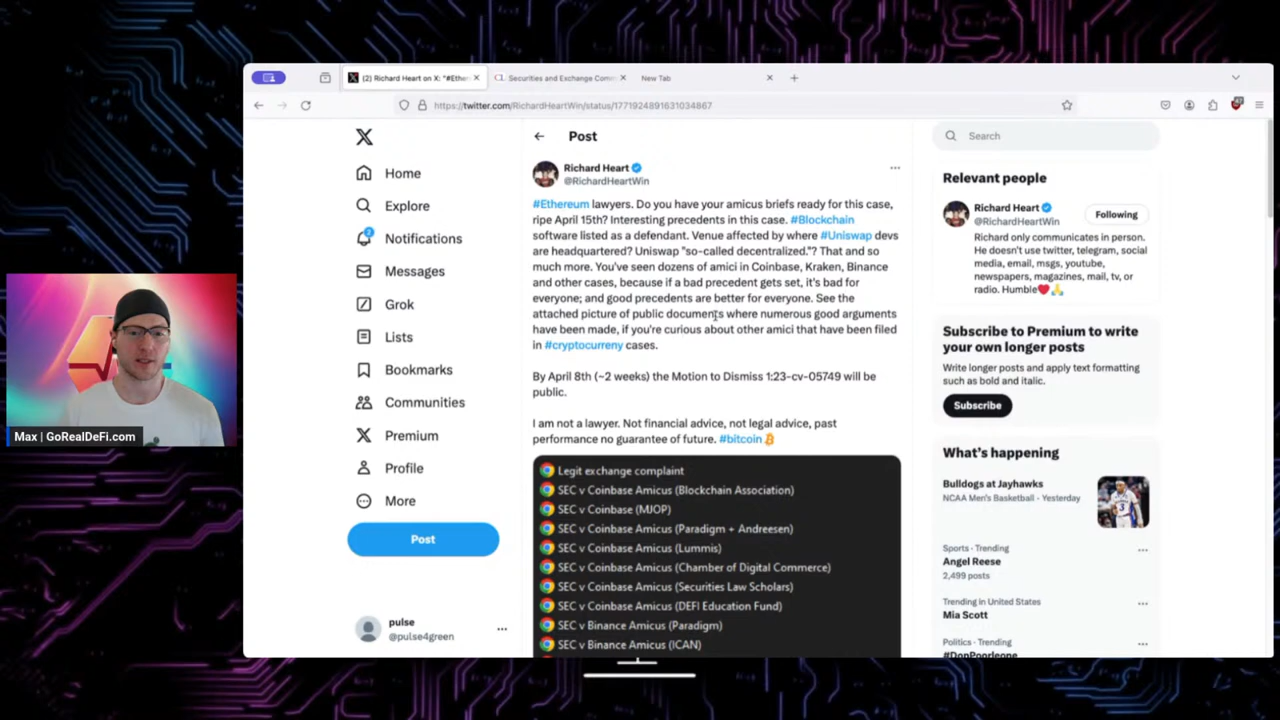 (2) Richard Heart on X: "#Ether
Securities and Exchange Comm
New Tab
https://twitter.com/RichardHeartWin/status/1771924891631034867
Home
Explore
2
Notifications
Messages
Grok
Lists
Bookmarks
Communities
Premium
Profile
More
Post
pulse
@pulse4green
Post
Richard Heart
@RichardHeartWin
#Ethereum lawyers. Do you have your amicus briefs ready for this case,
ripe April 15th? Interesting precedents in this case. #Blockchain
software listed as a defendant. Venue affected by where #Uniswap devs
are headquartered? Uniswap "so-called decentralized."? That and so
much more. You've seen dozens of amici in Coinbase, Kraken, Binance
and other cases, because if a bad precedent gets set, it's bad for
everyone; and good precedents are better for everyone. See the
attached picture of public documents where numerous good arguments
have been made, if you're curious about other amici that have been filed
in #cryptocurreny cases.
By April 8th (~2 weeks) the Motion to Dismiss 1:23-cv-05749 will be
public.
I am not a lawyer. Not financial advice, not legal advice, past
performance no guarantee of future. #bitcoin
Legit exchange complaint
SEC v Coinbase Amicus (Blockchain Association)
SEC v Coinbase (MJOP)
SEC v Coinbase Amicus (Paradigm + Andreesen)
SEC v Coinbase Amicus (Lummis)
SEC v Coinbase Amicus (Chamber of Digital Commerce)
SEC v Coinbase Amicus (Securities Law Scholars)
SEC v Coinbase Amicus (DEFI Education Fund)
SEC v Binance Amicus (Paradigm)
SEC v Binance Amicus (ICAN)
Search
Relevant people
Richard Heart
@RichardHeartWin
Following
Richard only communicates in person.
He doesn't use twitter, telegram, social
media, email, msgs, youtube,
newspapers, magazines, mail, tv, or
radio. Humble❤️🙏
Subscribe to Premium to write
your own longer posts
Write longer posts and apply text formatting
such as bold and italic.
Subscribe
What's happening
Bulldogs at Jayhawks
NCAA Men's Basketball · Yesterday
Sports · Trending
Angel Reese
2,499 posts
Trending in United States
Mia Scott
Politics · Trending
#DonPoorleone
Max | GoRealDeFi.com